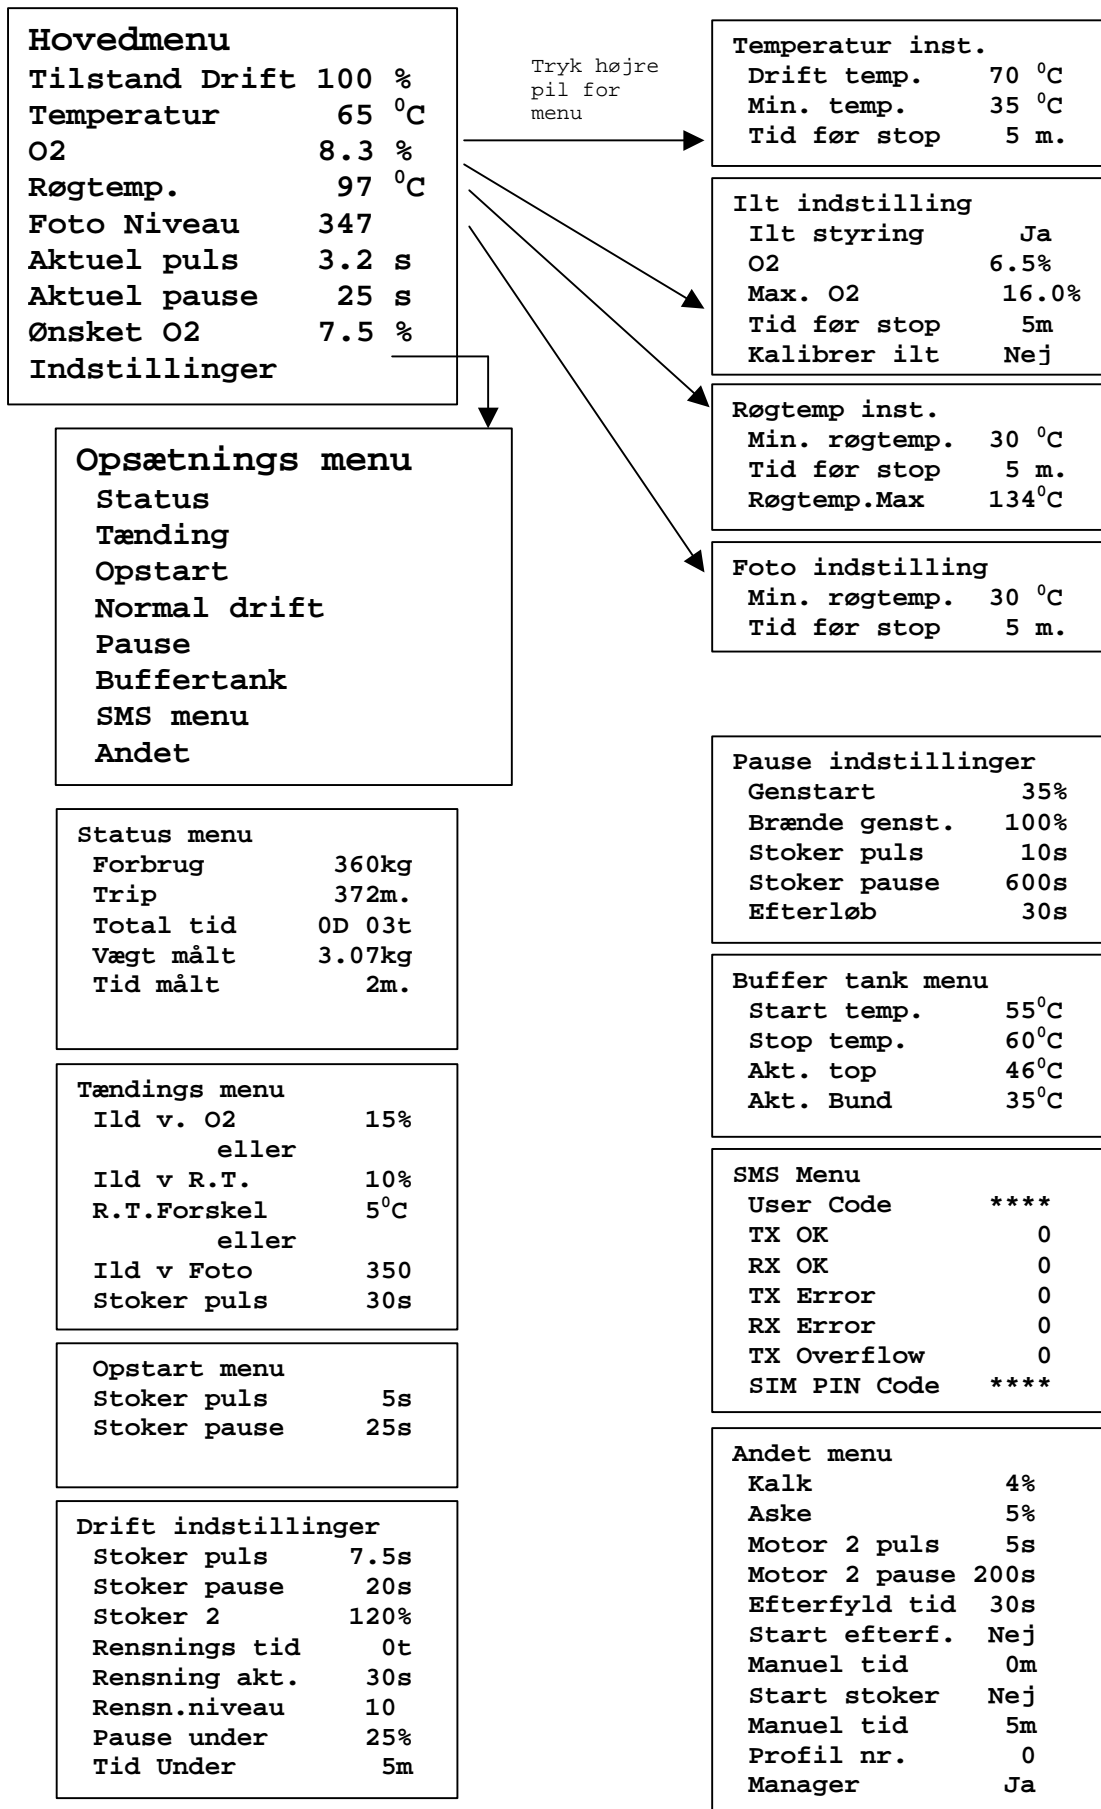 Hovedmenu
Tilstand Drift 100 %
Temperatur 65 ⁰C
O2 8.3 %
Røgtemp. 97 ⁰C
Foto Niveau 347
Aktuel puls 3.2 s
Aktuel pause 25 s
Ønsket O2 7.5 %
Indstillinger
Tryk højre
pil for
menu
Temperatur inst.
Drift temp. 70 ⁰C
Min. temp. 35 ⁰C
Tid før stop 5 m.
Ilt indstilling
Ilt styring Ja
O2 6.5%
Max. O2 16.0%
Tid før stop 5m
Kalibrer ilt Nej
Røgtemp inst.
Min. røgtemp. 30 ⁰C
Tid før stop 5 m.
Røgtemp.Max 134⁰C
Foto indstilling
Min. røgtemp. 30 ⁰C
Tid før stop 5 m.
Opsætnings menu
Status
Tænding
Opstart
Normal drift
Pause
Buffertank
SMS menu
Andet
Status menu
Forbrug 360kg
Trip 372m.
Total tid 0D 03t
Vægt målt 3.07kg
Tid målt 2m.
Tændings menu
Ild v. O2 15%
eller
Ild v R.T. 10%
R.T.Forskel 5⁰C
eller
Ild v Foto 350
Stoker puls 30s
Opstart menu
Stoker puls 5s
Stoker pause 25s
Drift indstillinger
Stoker puls 7.5s
Stoker pause 20s
Stoker 2 120%
Rensnings tid 0t
Rensning akt. 30s
Rensn.niveau 10
Pause under 25%
Tid Under 5m
Pause indstillinger
Genstart 35%
Brænde genst. 100%
Stoker puls 10s
Stoker pause 600s
Efterløb 30s
Buffer tank menu
Start temp. 55⁰C
Stop temp. 60⁰C
Akt. top 46⁰C
Akt. Bund 35⁰C
SMS Menu
User Code ****
TX OK 0
RX OK 0
TX Error 0
RX Error 0
TX Overflow 0
SIM PIN Code ****
Andet menu
Kalk 4%
Aske 5%
Motor 2 puls 5s
Motor 2 pause 200s
Efterfyld tid 30s
Start efterf. Nej
Manuel tid 0m
Start stoker Nej
Manuel tid 5m
Profil nr. 0
Manager Ja